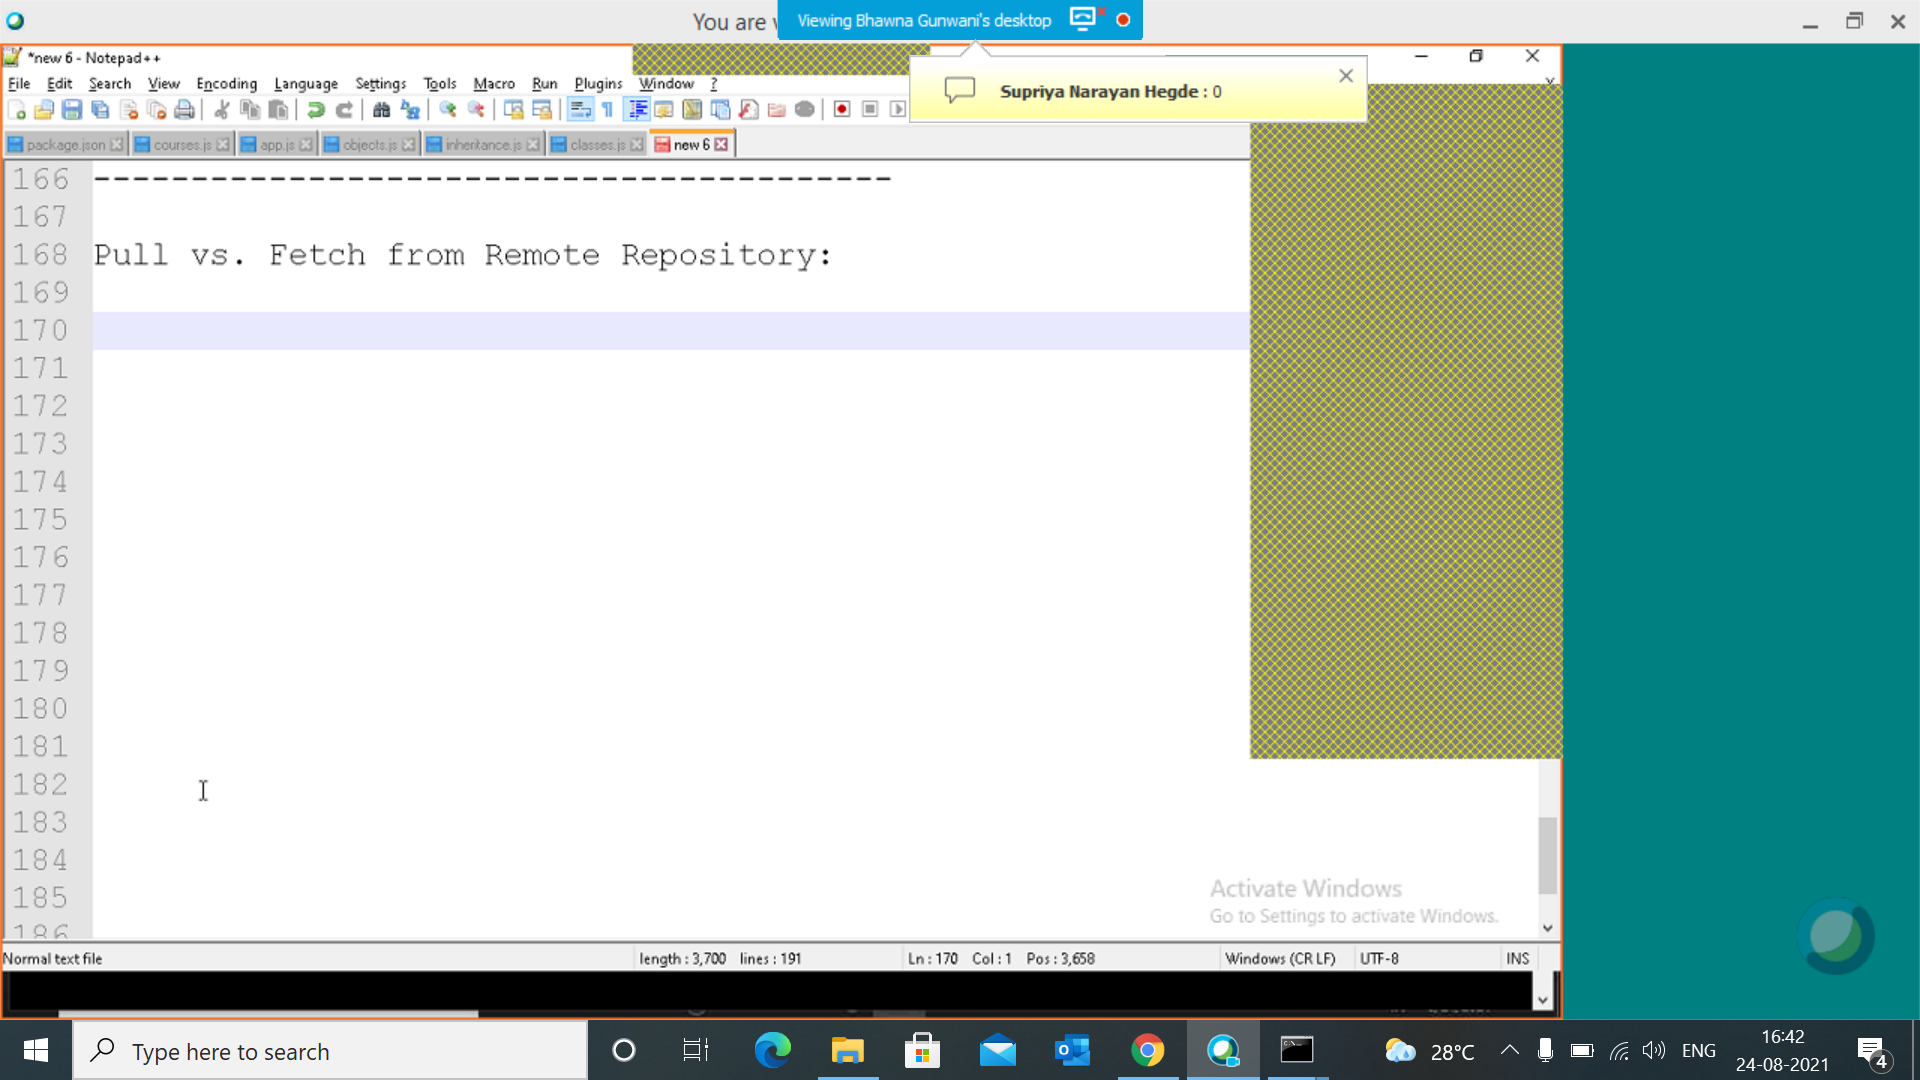 You are v
Viewing Bhawna Gunwani's desktop
*new 6 - Notepad++
File Edit Search View Encoding Language Settings Tools Macro Run Plugins Window ?
Supriya Narayan Hegde : 0
package.json courses.js app.js objects.js inheritance.js classes.js new 6
166 -----------------------------------------
167
168 Pull vs. Fetch from Remote Repository:
169
170
171
172
173
174
175
176
177
178
179
180
181
182
183
184
185
186
Activate Windows
Go to Settings to activate Windows.
Normal text file length : 3,700 lines : 191 Ln : 170 Col : 1 Pos : 3,658 Windows (CR LF) UTF-8 INS
Type here to search
28°C ENG 16:42
24-08-2021
4